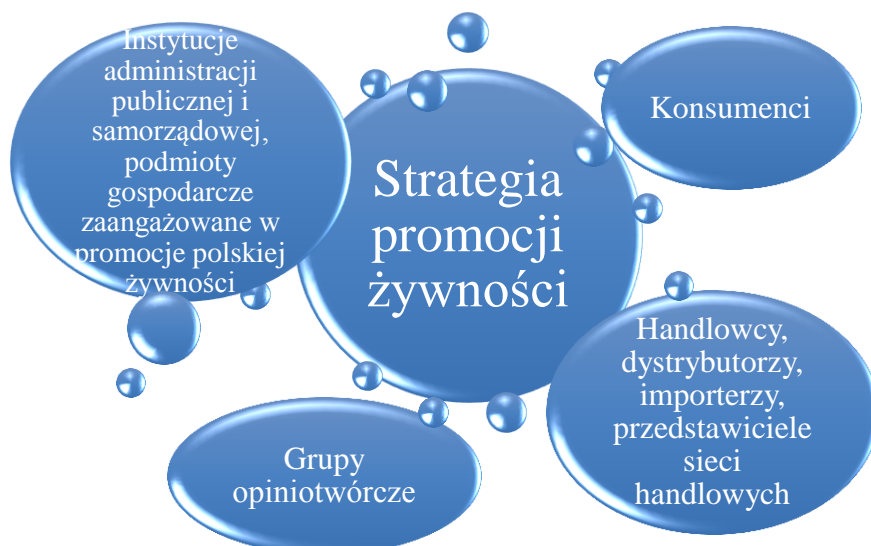 Instytucje
administracji
publicznej i
samorządowej,
podmioty
gospodarcze
zaangażowane w
promocje polskiej
żywności
Strategia
promocji
żywności
Konsumenci
Handlowcy,
dystrybutorzy,
importerzy,
przedstawiciele
sieci
handlowych
Grupy
opiniotwórcze